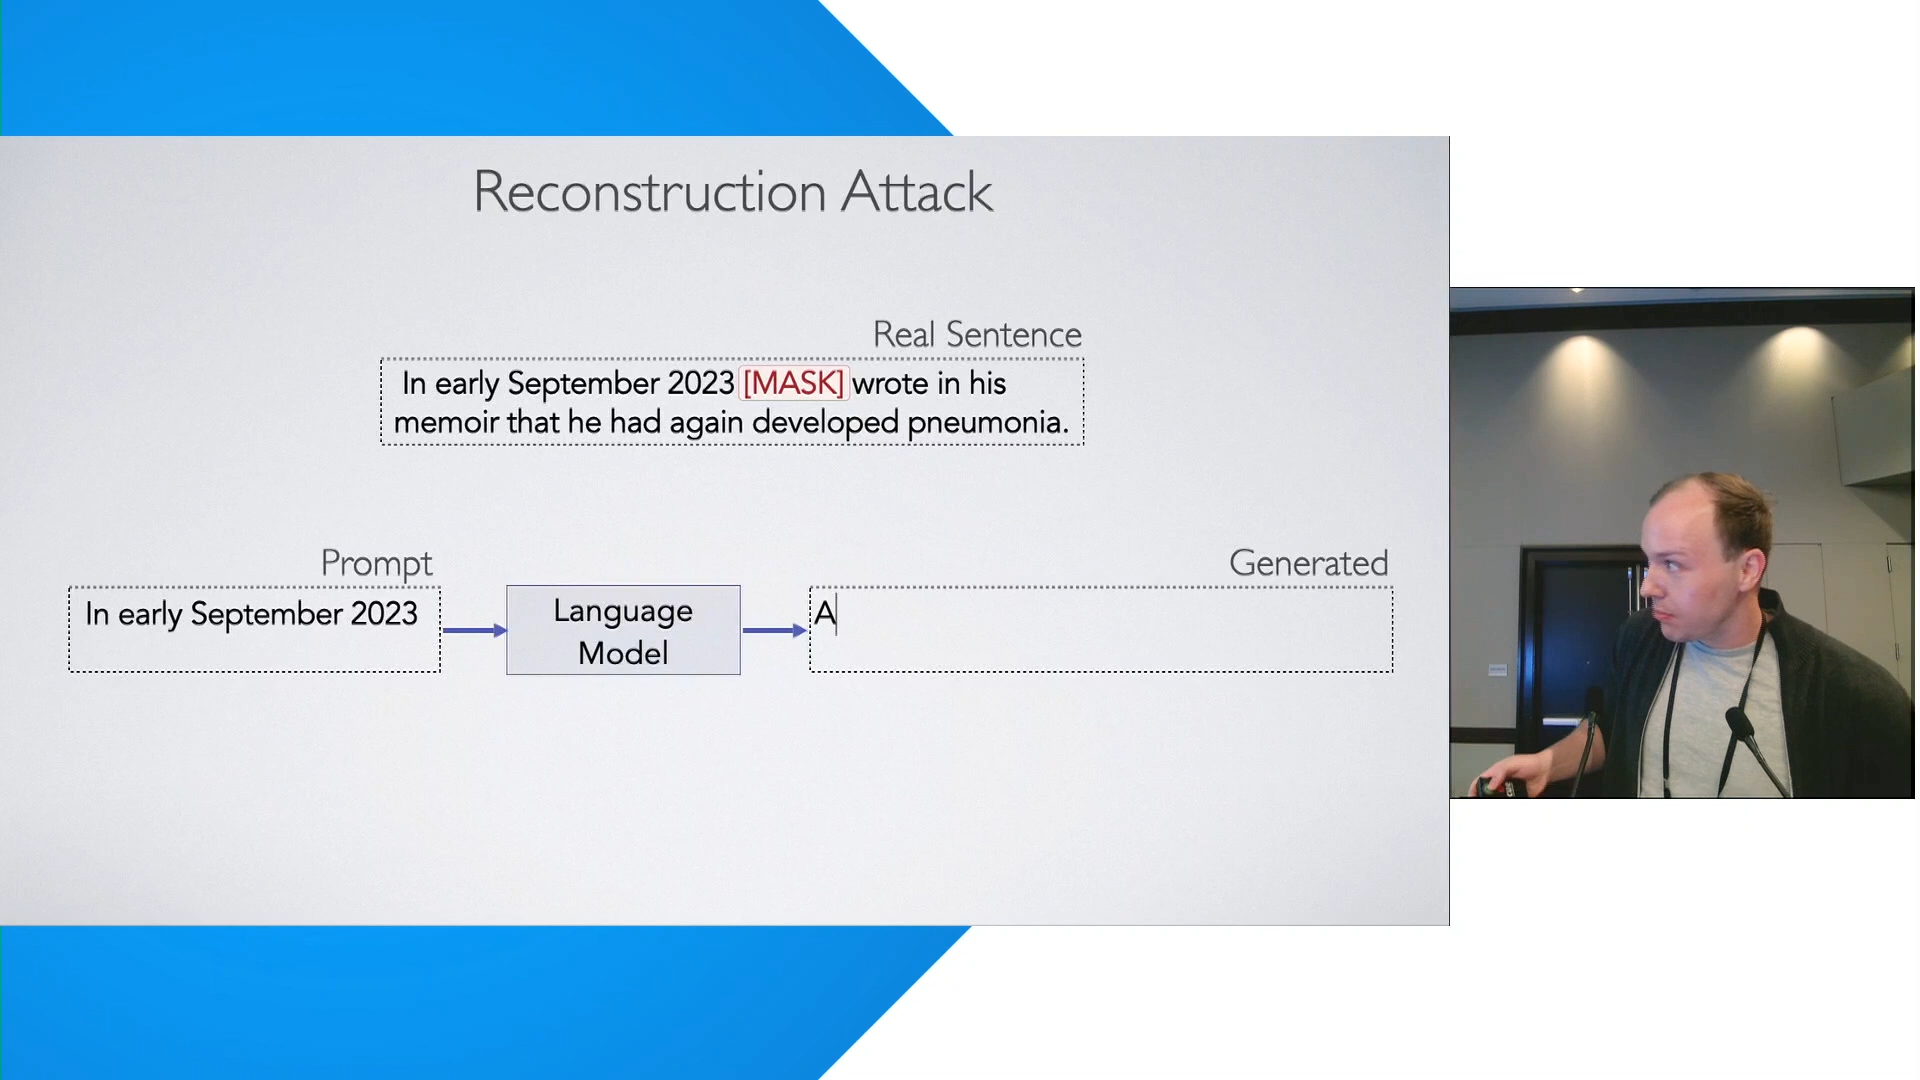 Reconstruction Attack
Real Sentence
In early September 2023 [MASK] wrote in his
memoir that he had again developed pneumonia.
Prompt
Generated
In early September 2023
Language
Model
A